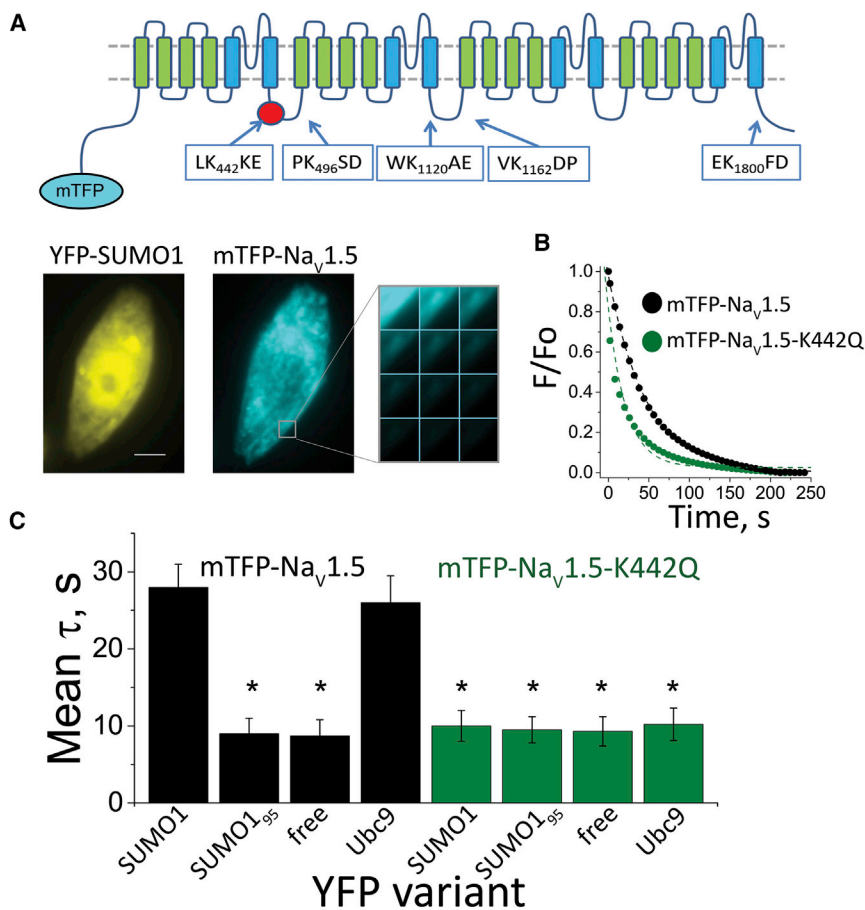 A
mTFP
LK₄₄₂KE
PK₄₉₆SD
WK₁₁₂₀AE
VK₁₁₆₂DP
EK₁₈₀₀FD
YFP-SUMO1
mTFP-Naᵥ1.5
B
F/Fo
1.0
0.8
0.6
0.4
0.2
0.0
mTFP-Naᵥ1.5
mTFP-Naᵥ1.5-K442Q
0 50 100 150 200 250
Time, s
C
Mean τ, s
30
20
10
0
mTFP-Naᵥ1.5
mTFP-Naᵥ1.5-K442Q
* * * * * *
SUMO1 SUMO1₉₅ free Ubc9 SUMO1 SUMO1₉₅ free Ubc9
YFP variant